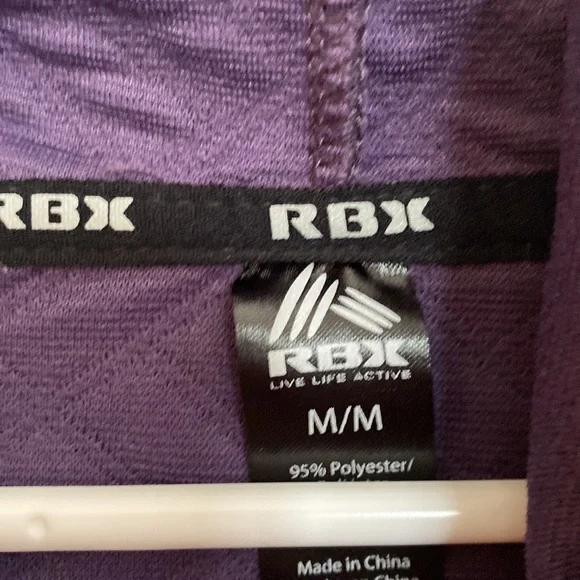 RBX RBX
RBX
LIVE LIFE ACTIVE
M/M
95% Polyester/
Made in China